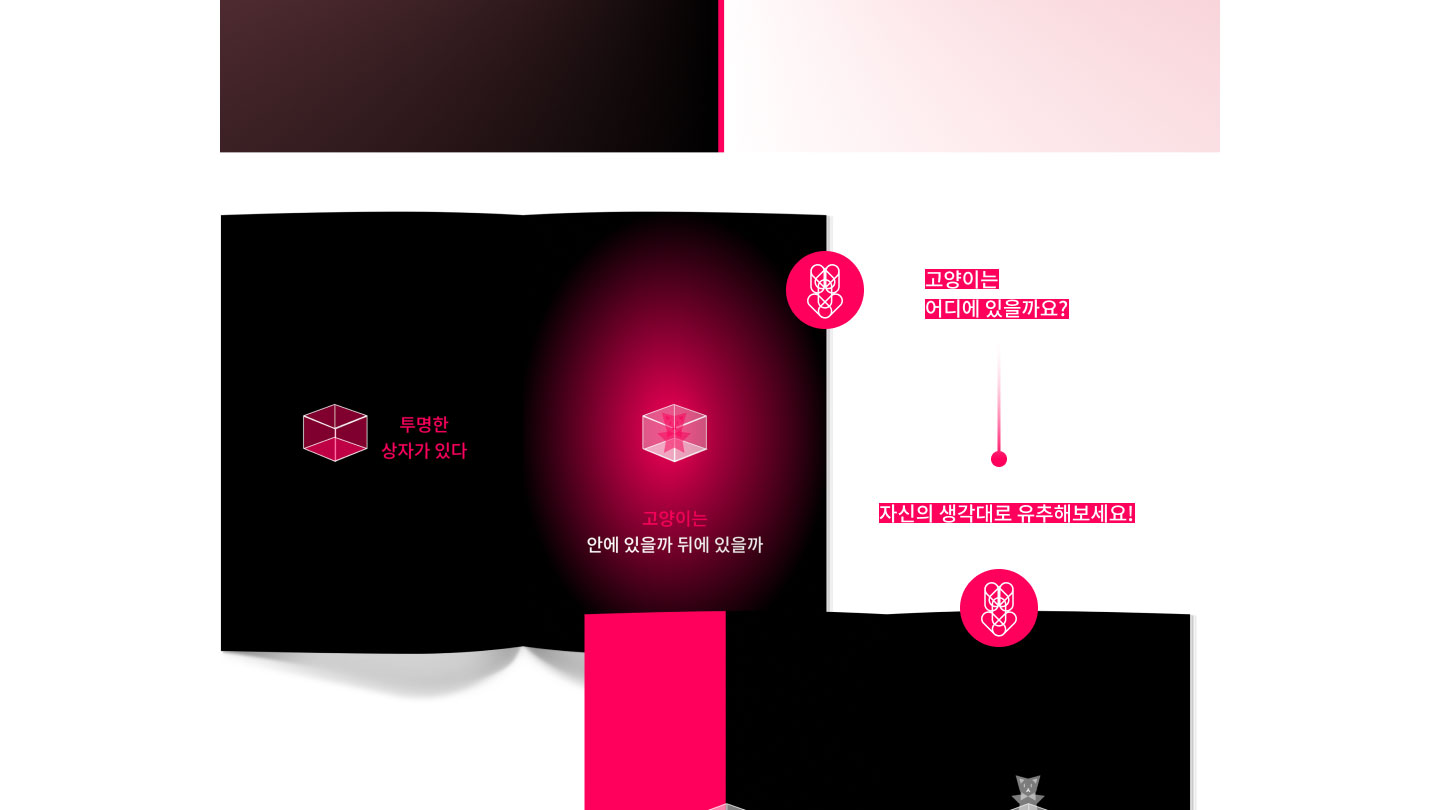 고양이는
어디에 있을까요?
투명한
상자가 있다
고양이는
안에 있을까 뒤에 있을까
자신의 생각대로 유추해보세요!